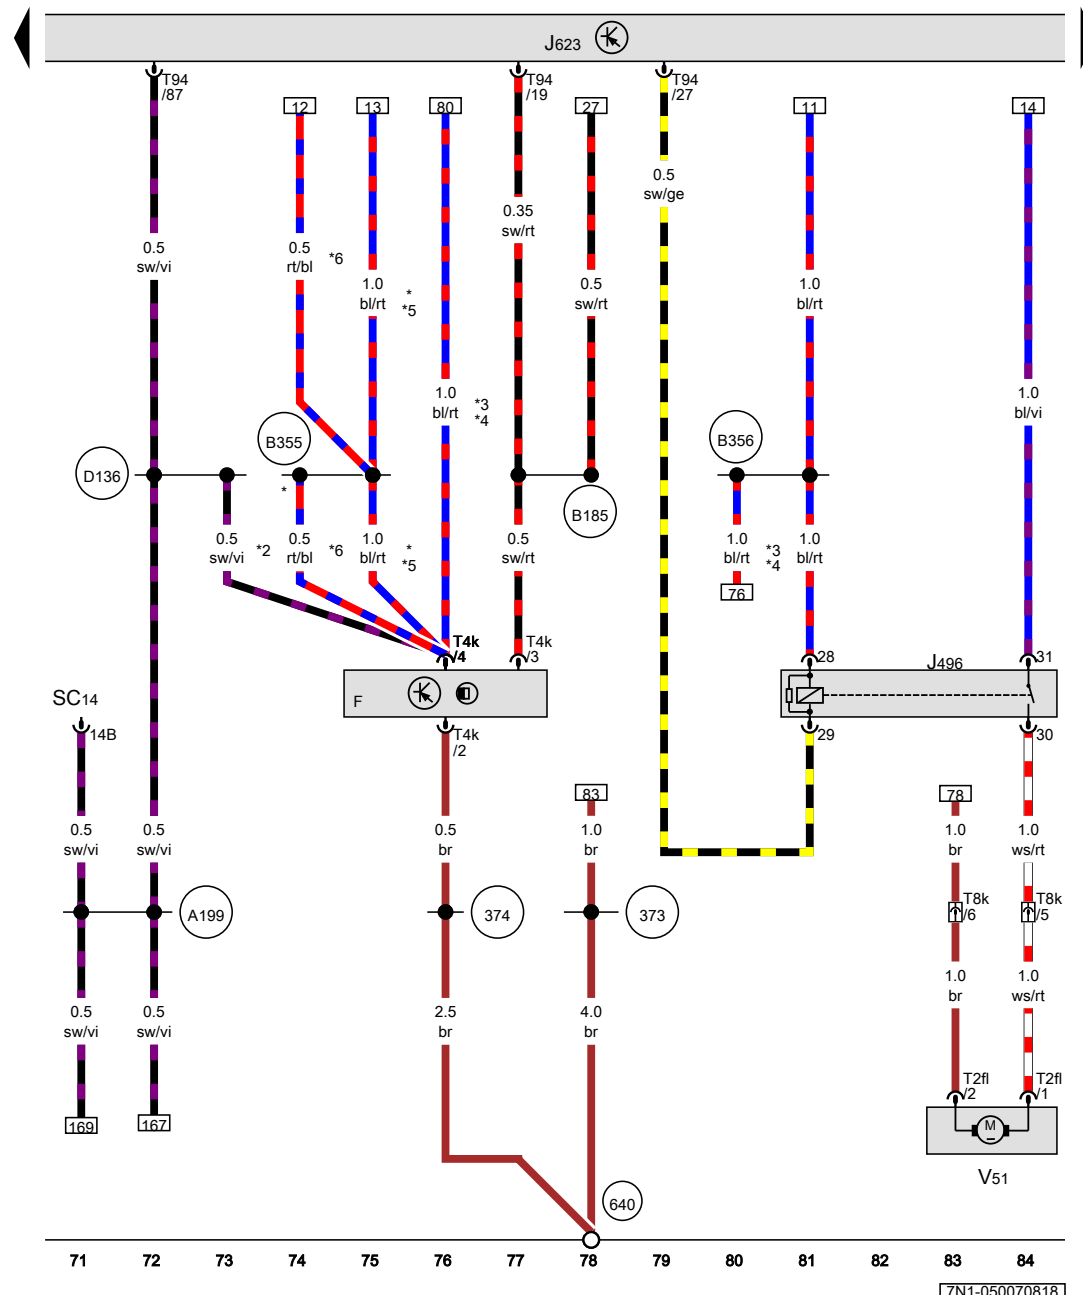 J623
T94
/87
T94
/19
T94
/27
12
13
80
27
11
14
0.5
sw/vi
0.5
rt/bl
*6
1.0
bl/rt
*
*5
1.0
bl/rt
*3
*4
0.35
sw/rt
0.5
sw/rt
0.5
sw/ge
1.0
bl/rt
1.0
bl/vi
D136
B355
B185
B356
*
0.5
sw/vi
*2
0.5
rt/bl
*6
1.0
bl/rt
*
*5
0.5
sw/rt
1.0
bl/rt
*3
*4
1.0
bl/rt
76
T4k
/4
T4k
/3
28
J496
31
F
SC14
14B
T4k
/2
29
30
83
78
0.5
sw/vi
0.5
sw/vi
0.5
br
1.0
br
1.0
br
1.0
ws/rt
A199
374
373
T8k
/6
T8k
/5
0.5
sw/vi
0.5
sw/vi
2.5
br
4.0
br
1.0
br
1.0
ws/rt
169
167
T2fl
/2
T2fl
/1
M
V51
640
71 72 73 74 75 76 77 78 79 80 81 82 83 84
7N1-050070818